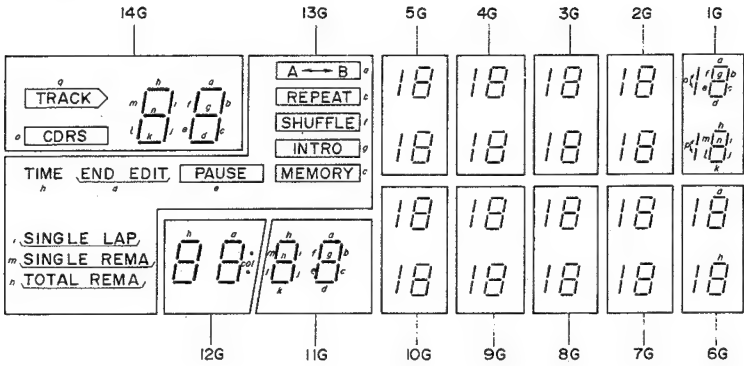 14G 13G 5G 4G 3G 2G 1G
A ⟷ B a
TRACK g
REPEAT b
CDRS o
SHUFFLE f
INTRO g
TIME h END EDIT a PAUSE e MEMORY c
i SINGLE LAP
m SINGLE REMA
n TOTAL REMA
col
12G 11G 10G 9G 8G 7G 6G